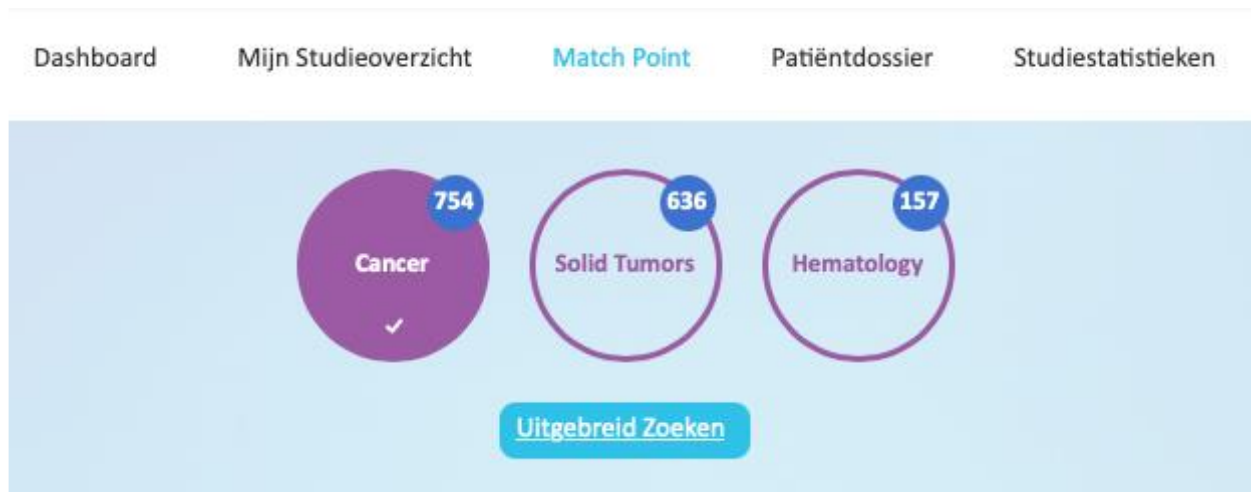 Dashboard Mijn Studieoverzicht Match Point Patiëntdossier Studiestatistieken
754 636 157
Cancer Solid Tumors Hematology
Uitgebreid Zoeken